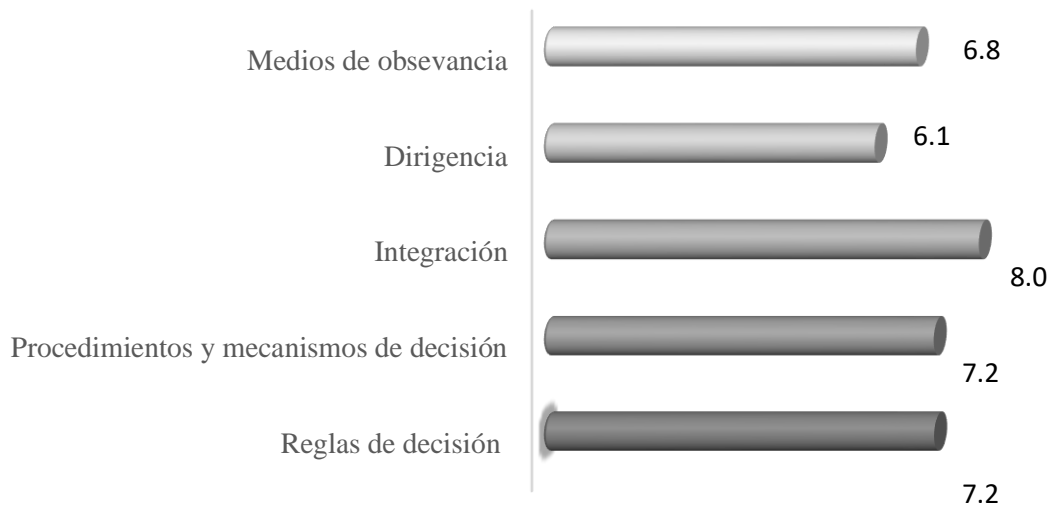 Medios de obsevancia
6.8
Dirigencia
6.1
Integración
8.0
Procedimientos y mecanismos de decisión
7.2
Reglas de decisión
7.2